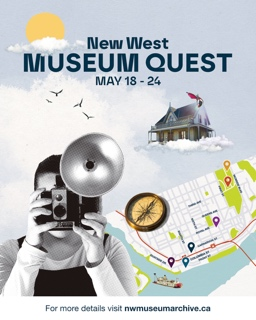 New West
MUSEUM QUEST
MAY 18 - 24
For more details visit nwmuseumarchive.ca